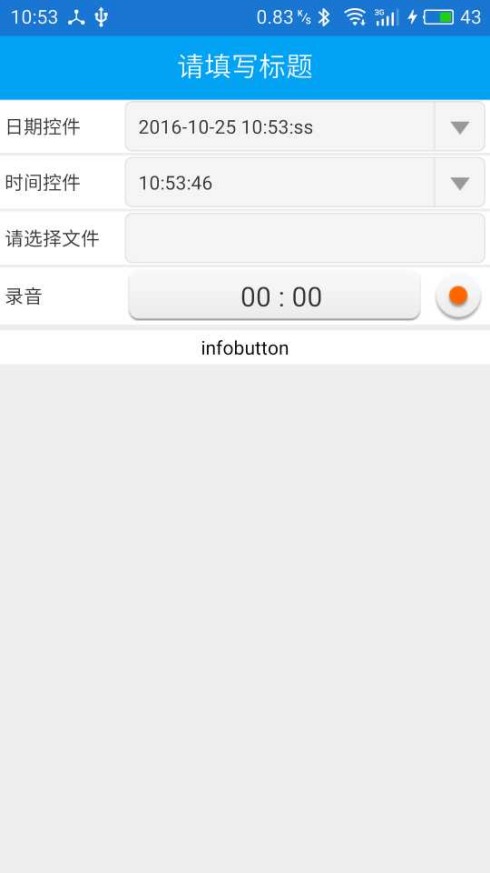 10:53 0.83 K/s 3G 43
请填写标题
日期控件 2016-10-25 10:53:ss
时间控件 10:53:46
请选择文件
录音 00 : 00
infobutton